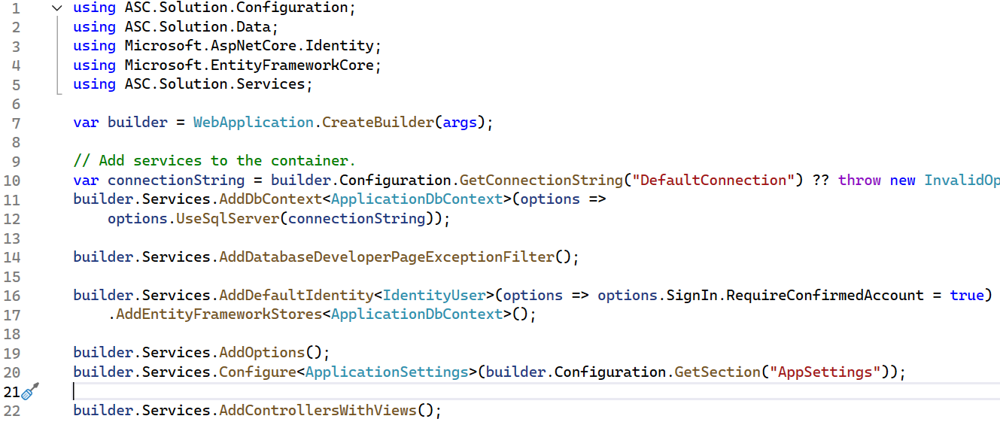 1 using ASC.Solution.Configuration;
2 using ASC.Solution.Data;
3 using Microsoft.AspNetCore.Identity;
4 using Microsoft.EntityFrameworkCore;
5 using ASC.Solution.Services;
6
7 var builder = WebApplication.CreateBuilder(args);
8
9 // Add services to the container.
10 var connectionString = builder.Configuration.GetConnectionString("DefaultConnection") ?? throw new InvalidOp
11 builder.Services.AddDbContext<ApplicationDbContext>(options =>
12     options.UseSqlServer(connectionString));
13
14 builder.Services.AddDatabaseDeveloperPageExceptionFilter();
15
16 builder.Services.AddDefaultIdentity<IdentityUser>(options => options.SignIn.RequireConfirmedAccount = true)
17     .AddEntityFrameworkStores<ApplicationDbContext>();
18
19 builder.Services.AddOptions();
20 builder.Services.Configure<ApplicationSettings>(builder.Configuration.GetSection("AppSettings"));
21
22 builder.Services.AddControllersWithViews();